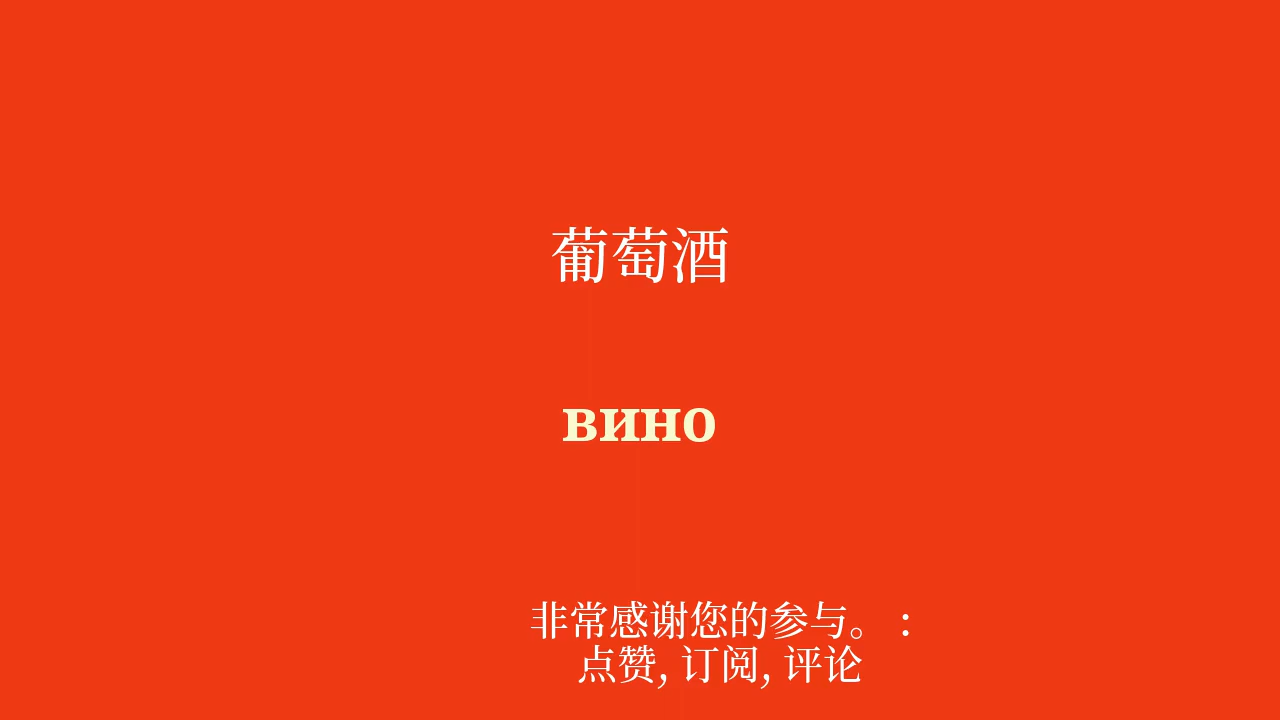 葡萄酒
вино
非常感谢您的参与。 :
点赞, 订阅, 评论